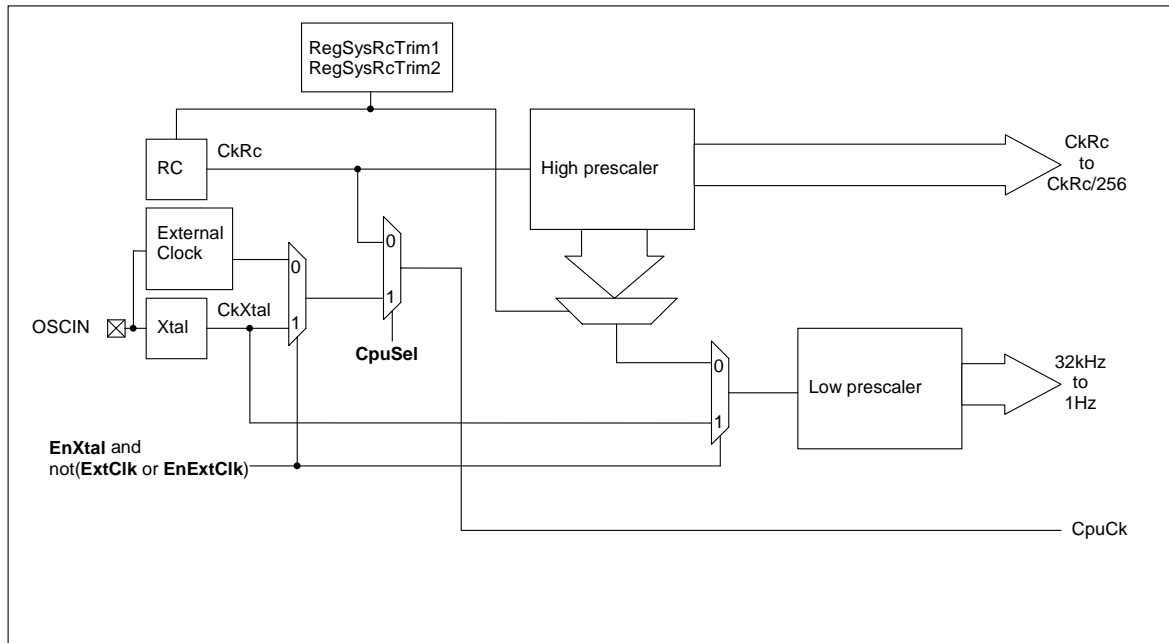 RegSysRcTrim1
RegSysRcTrim2
RC
CkRc
High prescaler
CkRc
to
CkRc/256
External
Clock
0
1
0
1
OSCIN
Xtal
CkXtal
CpuSel
0
1
Low prescaler
32kHz
to
1Hz
EnXtal and
not(ExtClk or EnExtClk)
CpuCk